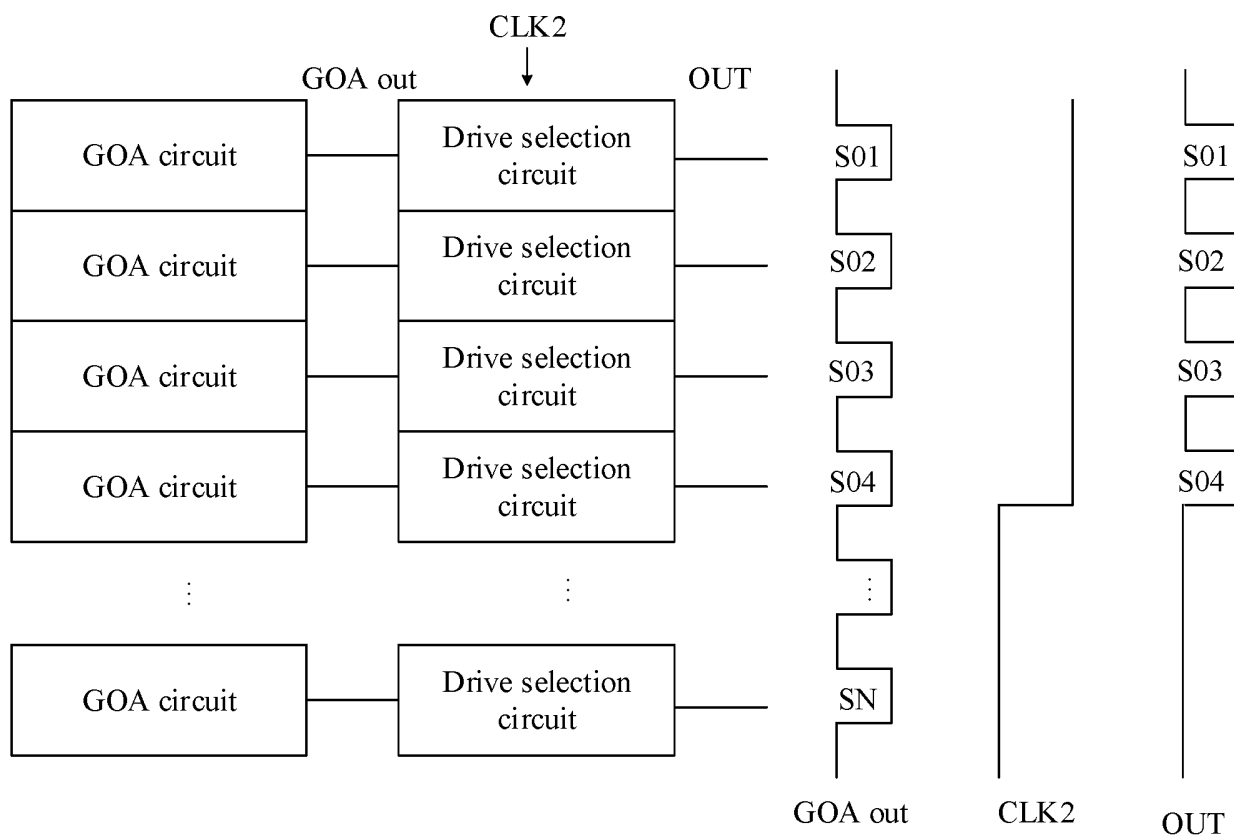 CLK2
GOA out
OUT
GOA circuit
Drive selection
circuit
GOA circuit
Drive selection
circuit
GOA circuit
Drive selection
circuit
GOA circuit
Drive selection
circuit
GOA circuit
Drive selection
circuit
S01
S02
S03
S04
SN
GOA out
CLK2
S01
S02
S03
S04
OUT